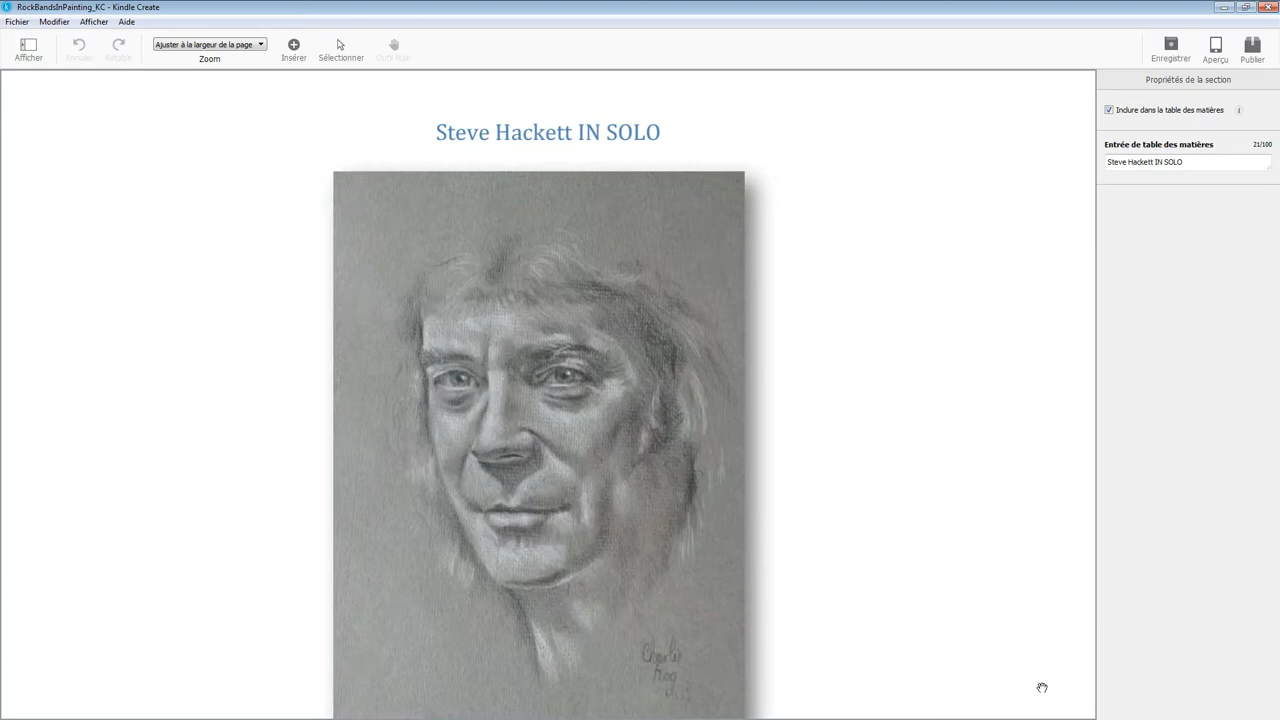 RockBandsInPainting_KC - Kindle Create
Fichier Modifier Afficher Aide
Afficher Annuler Rétablir Ajuster à la largeur de la page Zoom Insérer Sélectionner Outil Main Enregistrer Aperçu Publier
Propriétés de la section
Inclure dans la table des matières i
Entrée de table des matières 21/100
Steve Hackett IN SOLO
Steve Hackett IN SOLO
Charlie